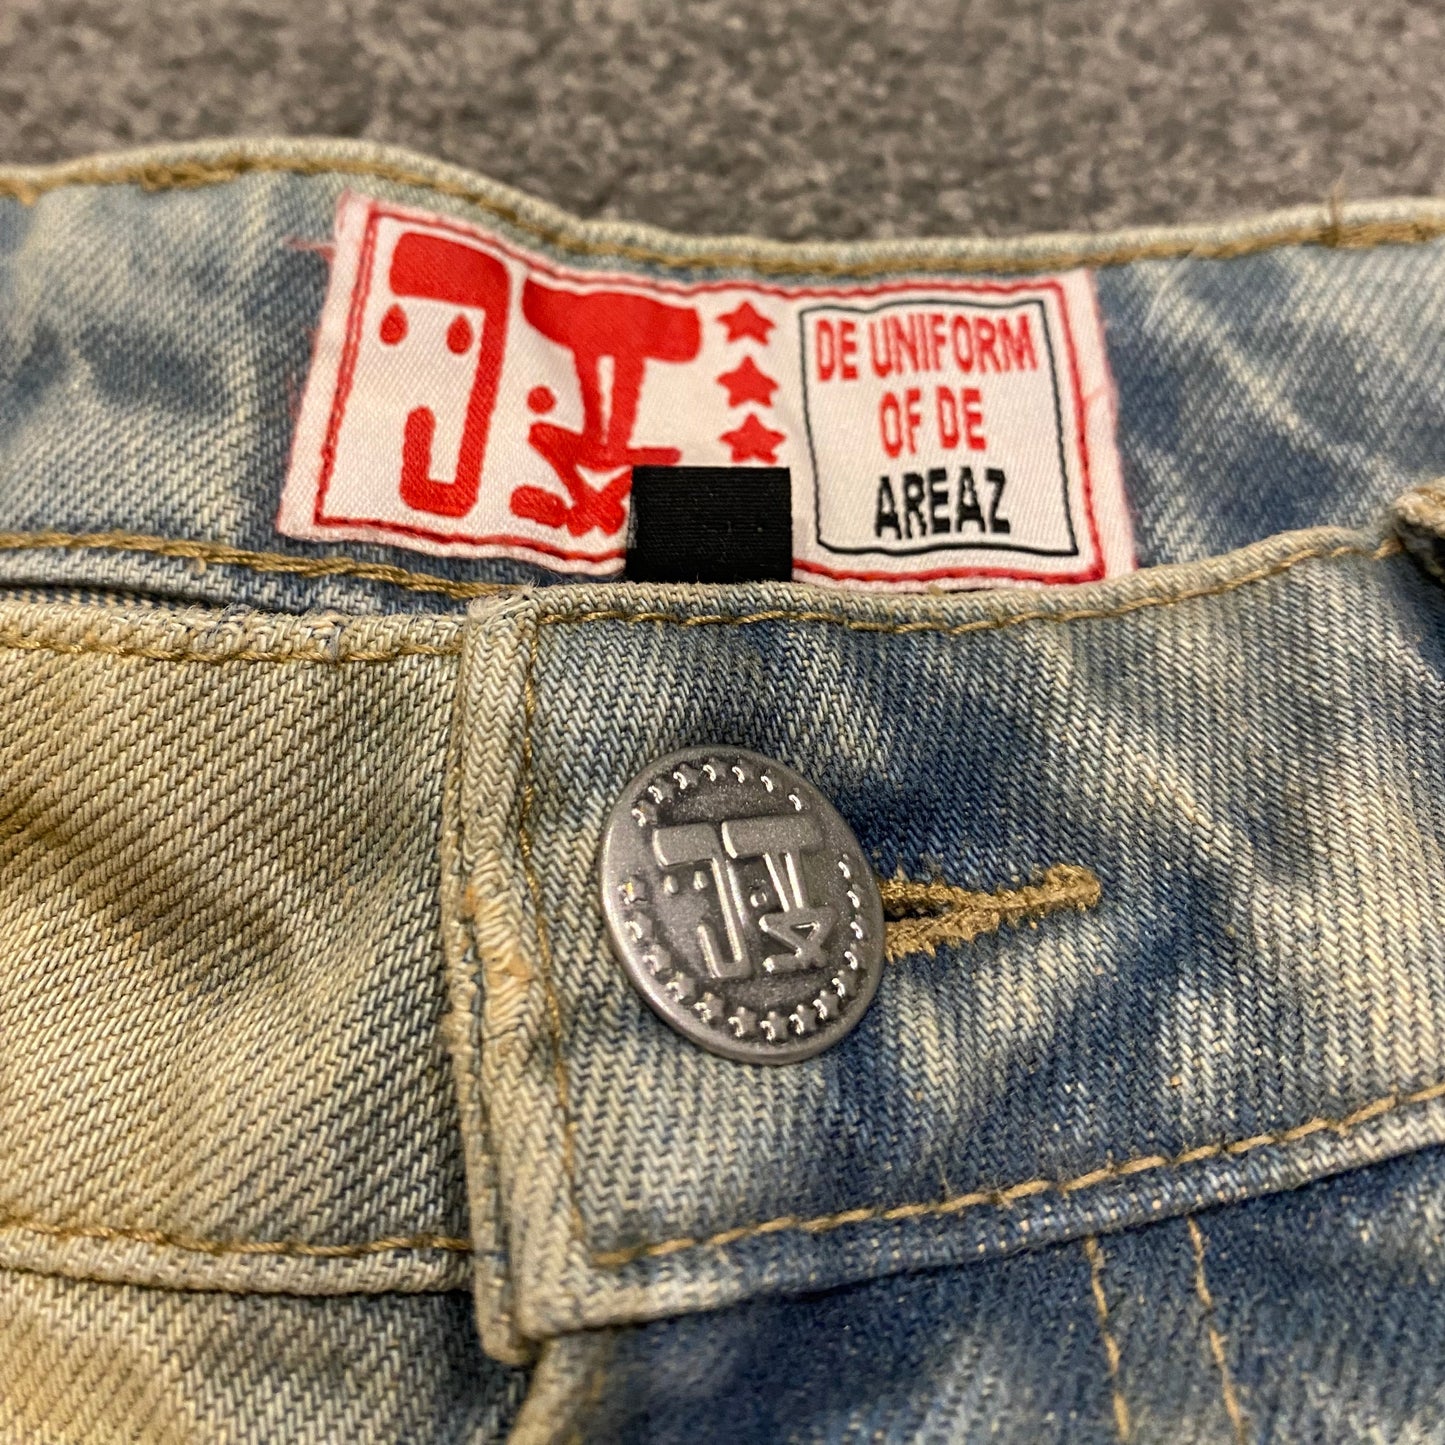 DE UNIFORM
OF DE
AREAZ